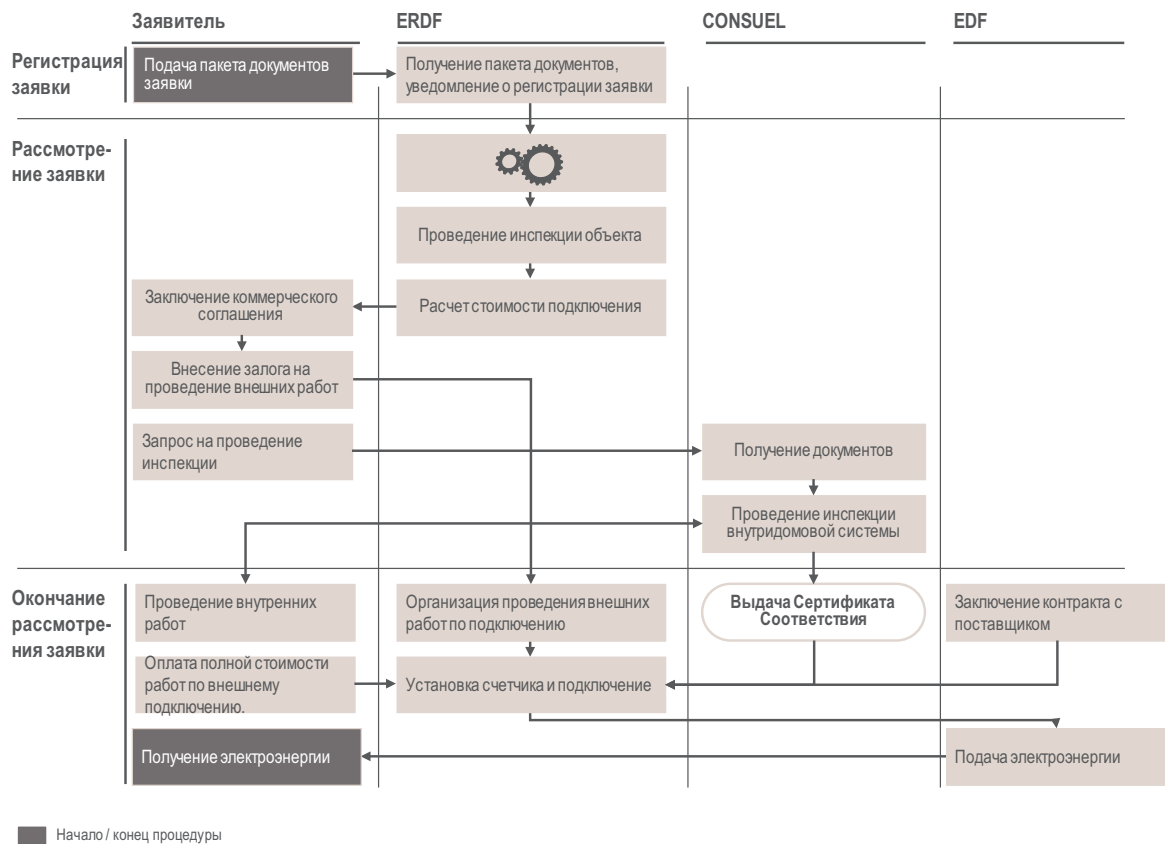 Заявитель
ERDF
CONSUEL
EDF
Регистрация
заявки
Подача пакета документов
заявки
Получение пакета документов,
уведомление о регистрации заявки
Рассмотре-
ние заявки
Проведение инспекции объекта
Заключение коммерческого
соглашения
Расчет стоимости подключения
Внесение залога на
проведение внешних работ
Запрос на проведение
инспекции
Получение документов
Проведение инспекции
внутридомовой системы
Окончание
рассмотре-
ния заявки
Проведение внутренних
работ
Организация проведения внешних
работ по подключению
Выдача Сертификата
Соответствия
Заключение контракта с
поставщиком
Оплата полной стоимости
работ по внешнему
подключению.
Установка счетчика и подключение
Получение электроэнергии
Подача электроэнергии
Начало / конец процедуры